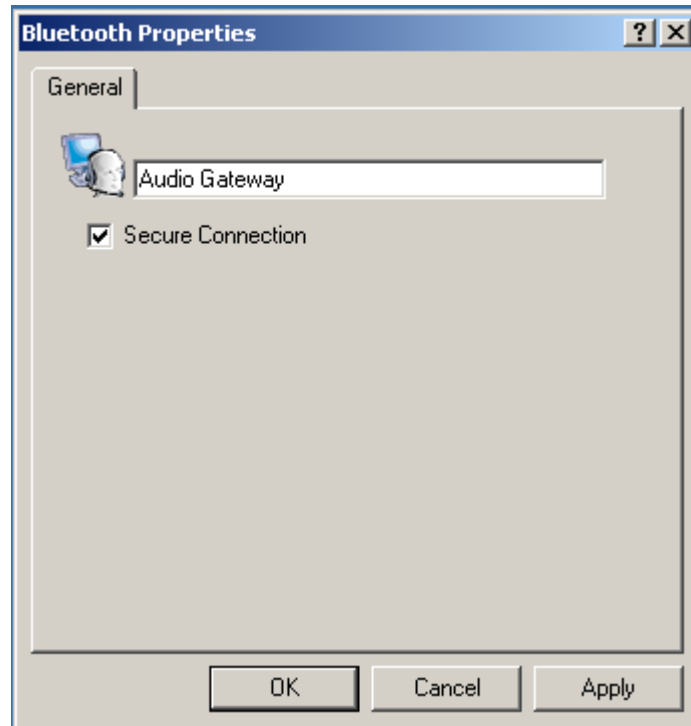 Bluetooth Properties
General
Audio Gateway
Secure Connection
OK Cancel Apply